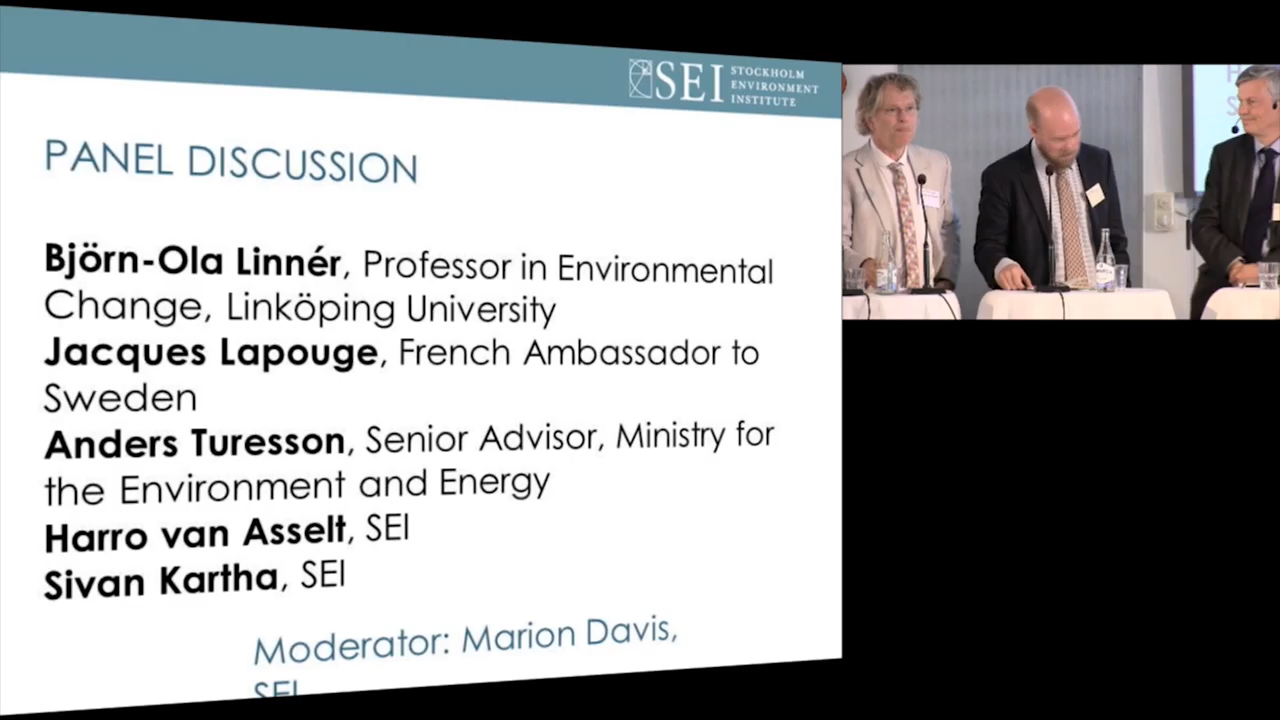 SEI STOCKHOLM
ENVIRONMENT
INSTITUTE
PANEL DISCUSSION
Björn-Ola Linnér, Professor in Environmental
Change, Linköping University
Jacques Lapouge, French Ambassador to
Sweden
Anders Turesson, Senior Advisor, Ministry for
the Environment and Energy
Harro van Asselt, SEI
Sivan Kartha, SEI
Moderator: Marion Davis,
SEI